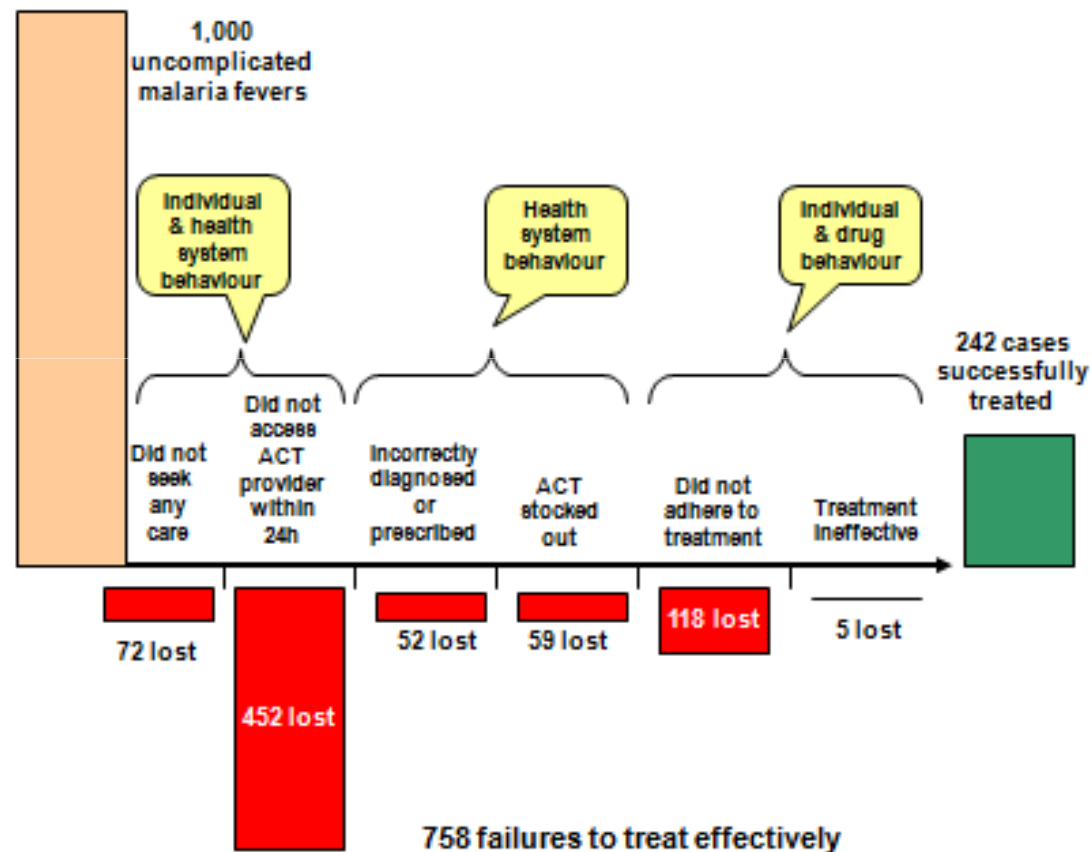 1,000
uncomplicated
malaria fevers
Individual
& health
system
behaviour
Health
system
behaviour
Individual
& drug
behaviour
242 cases
successfully
treated
Did not
seek
any
care
Did not
access
ACT
provider
within
24h
Incorrectly
diagnosed
or
prescribed
ACT
stocked
out
Did not
adhere to
treatment
Treatment
Ineffective
72 lost
452 lost
52 lost
59 lost
118 lost
5 lost
758 failures to treat effectively